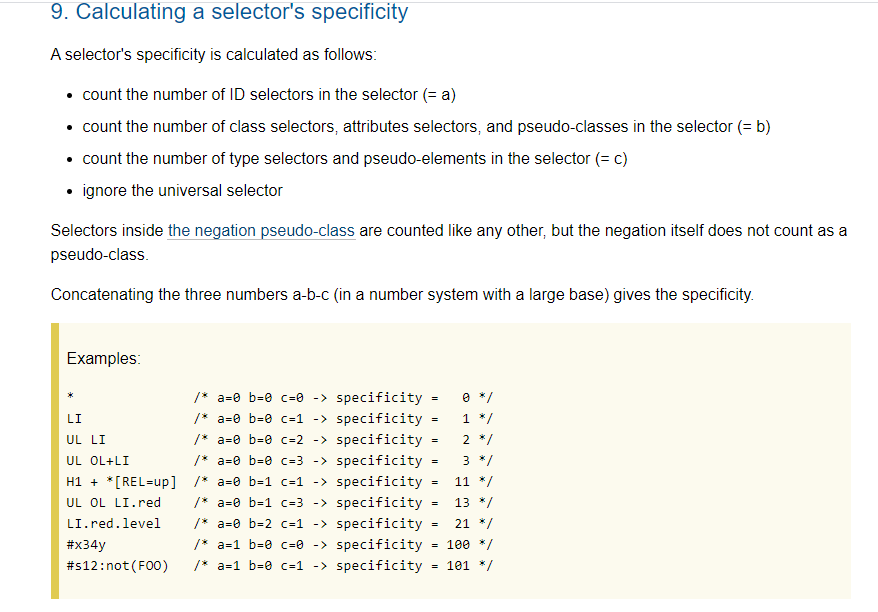 9. Calculating a selector's specificity
A selector's specificity is calculated as follows:
• count the number of ID selectors in the selector (= a)
• count the number of class selectors, attributes selectors, and pseudo-classes in the selector (= b)
• count the number of type selectors and pseudo-elements in the selector (= c)
• ignore the universal selector
Selectors inside the negation pseudo-class are counted like any other, but the negation itself does not count as a
pseudo-class.
Concatenating the three numbers a-b-c (in a number system with a large base) gives the specificity.
Examples:
*               /* a=0 b=0 c=0 -> specificity =   0 */
LI              /* a=0 b=0 c=1 -> specificity =   1 */
UL LI           /* a=0 b=0 c=2 -> specificity =   2 */
UL OL+LI        /* a=0 b=0 c=3 -> specificity =   3 */
H1 + *[REL=up]  /* a=0 b=1 c=1 -> specificity =  11 */
UL OL LI.red    /* a=0 b=1 c=3 -> specificity =  13 */
LI.red.level    /* a=0 b=2 c=1 -> specificity =  21 */
#x34y           /* a=1 b=0 c=0 -> specificity = 100 */
#s12:not(FOO)   /* a=1 b=0 c=1 -> specificity = 101 */